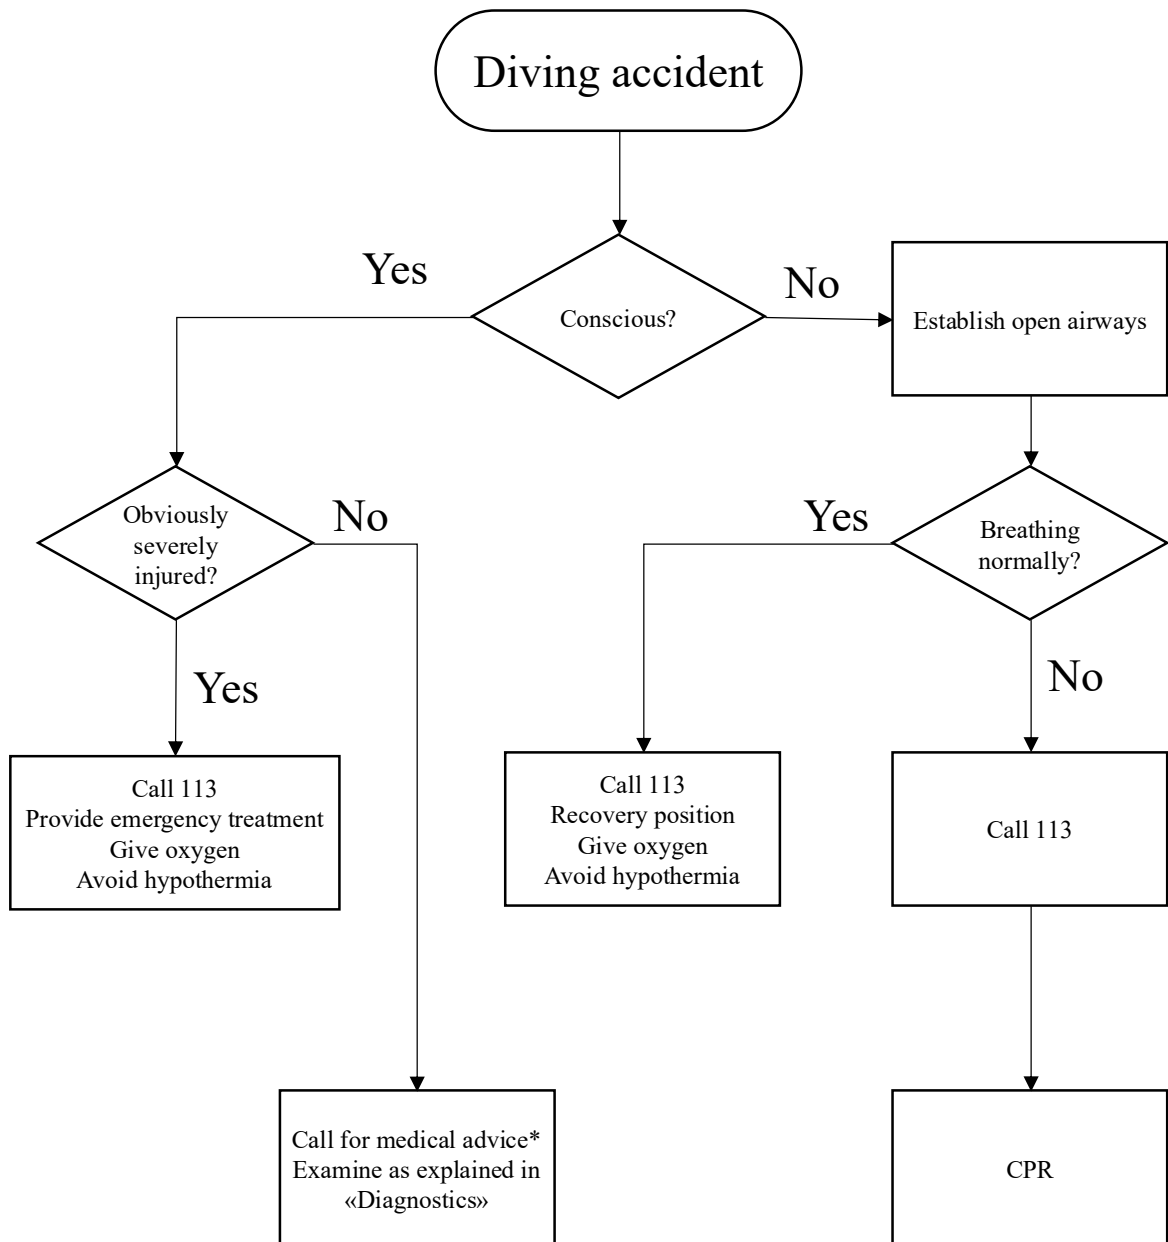 Diving accident
Yes
No
Conscious?
Establish open airways
Obviously
severely
injured?
No
Yes
Breathing
normally?
Yes
No
Call 113
Provide emergency treatment
Give oxygen
Avoid hypothermia
Call 113
Recovery position
Give oxygen
Avoid hypothermia
Call 113
Call for medical advice*
Examine as explained in
«Diagnostics»
CPR